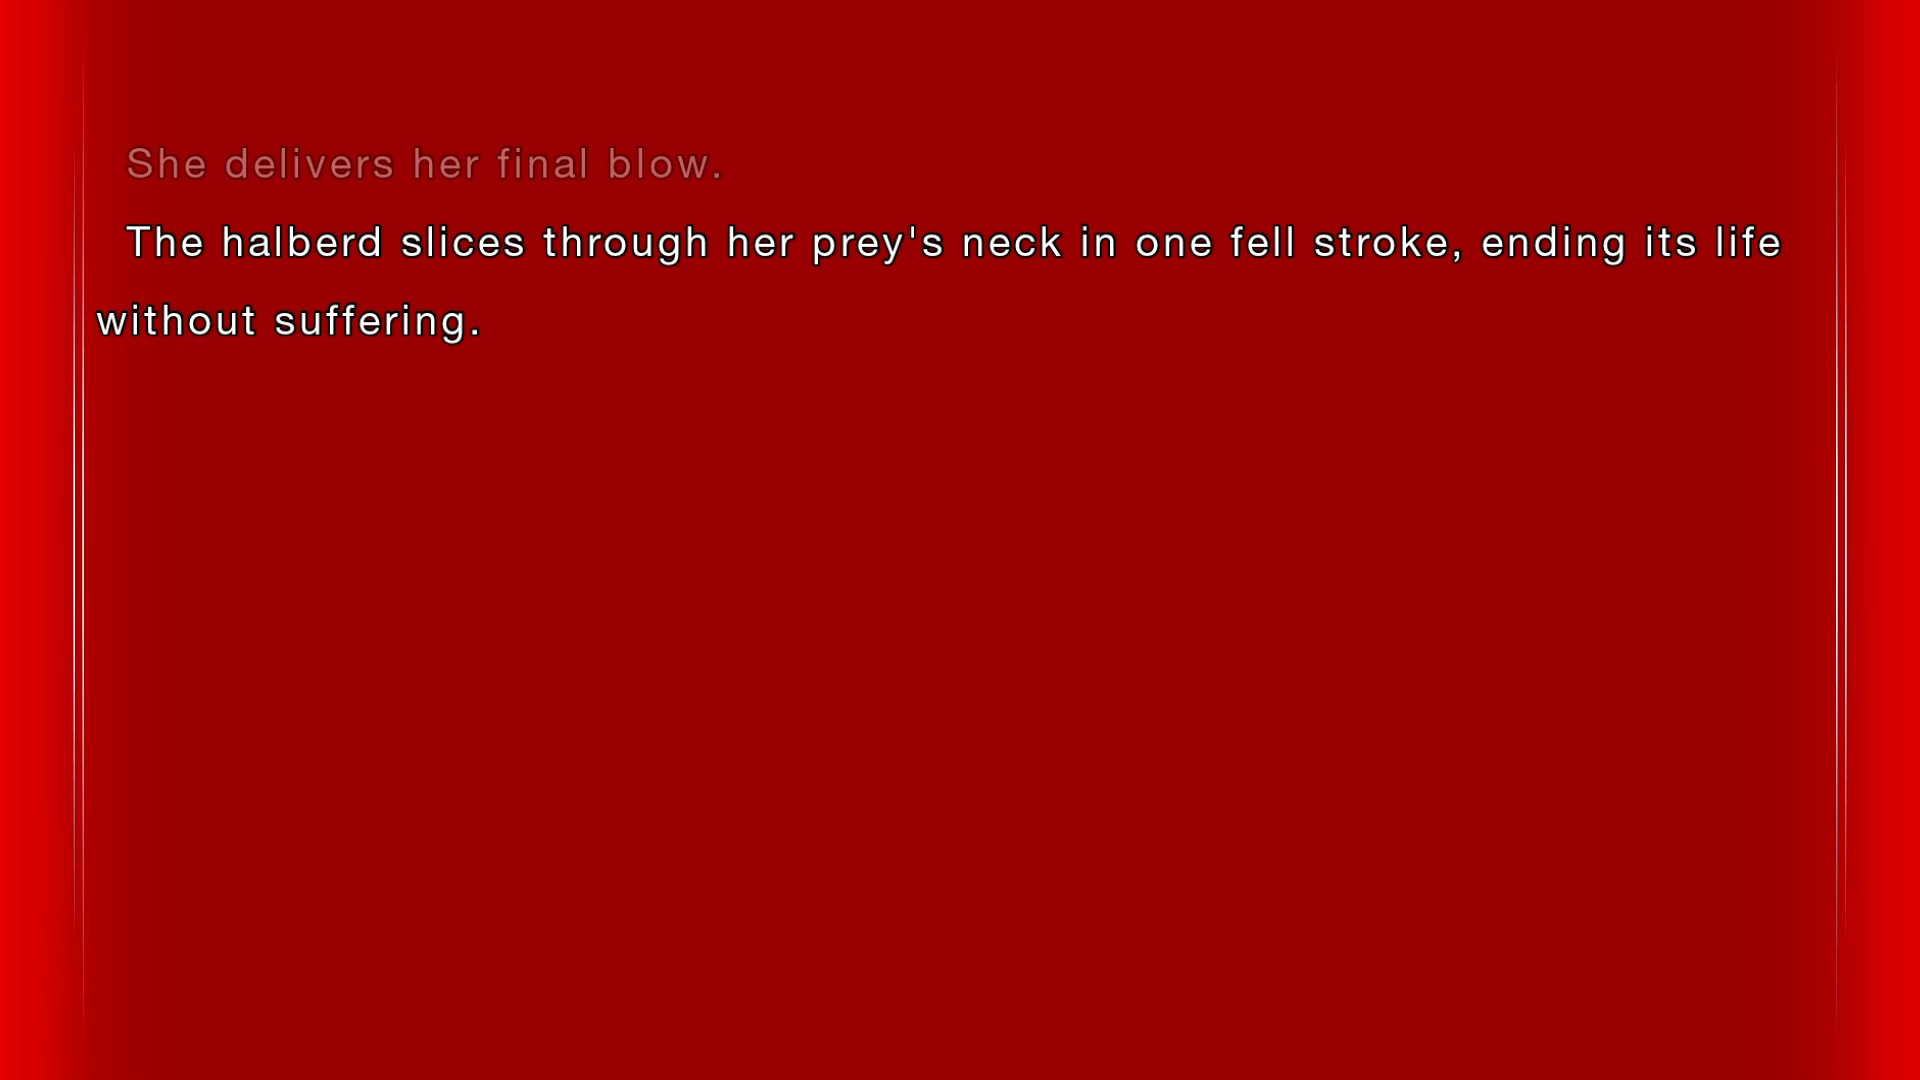 She delivers her final blow.
The halberd slices through her prey's neck in one fell stroke, ending its life
without suffering.